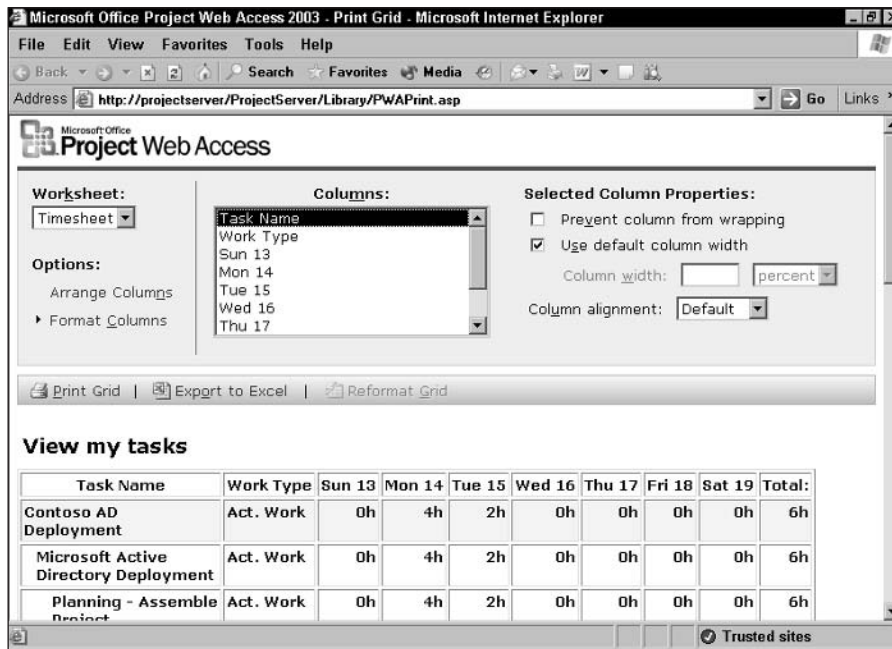 Microsoft Office Project Web Access 2003 - Print Grid - Microsoft Internet Explorer
File Edit View Favorites Tools Help
Back Search Favorites Media
Address http://projectserver/ProjectServer/Library/PWAPrint.asp Go Links
Microsoft Office
Project Web Access
Worksheet: Columns: Selected Column Properties:
Timesheet Task Name Prevent column from wrapping
Work Type Use default column width
Sun 13
Options: Mon 14 Column width: percent
Arrange Columns Tue 15
Wed 16 Column alignment: Default
Format Columns Thu 17
Print Grid | Export to Excel | Reformat Grid
View my tasks
Task Name Work Type Sun 13 Mon 14 Tue 15 Wed 16 Thu 17 Fri 18 Sat 19 Total:
Contoso AD Act. Work 0h 4h 2h 0h 0h 0h 0h 6h
Deployment
Microsoft Active Act. Work 0h 4h 2h 0h 0h 0h 0h 6h
Directory Deployment
Planning - Assemble Act. Work 0h 4h 2h 0h 0h 0h 0h 6h
Project
Trusted sites